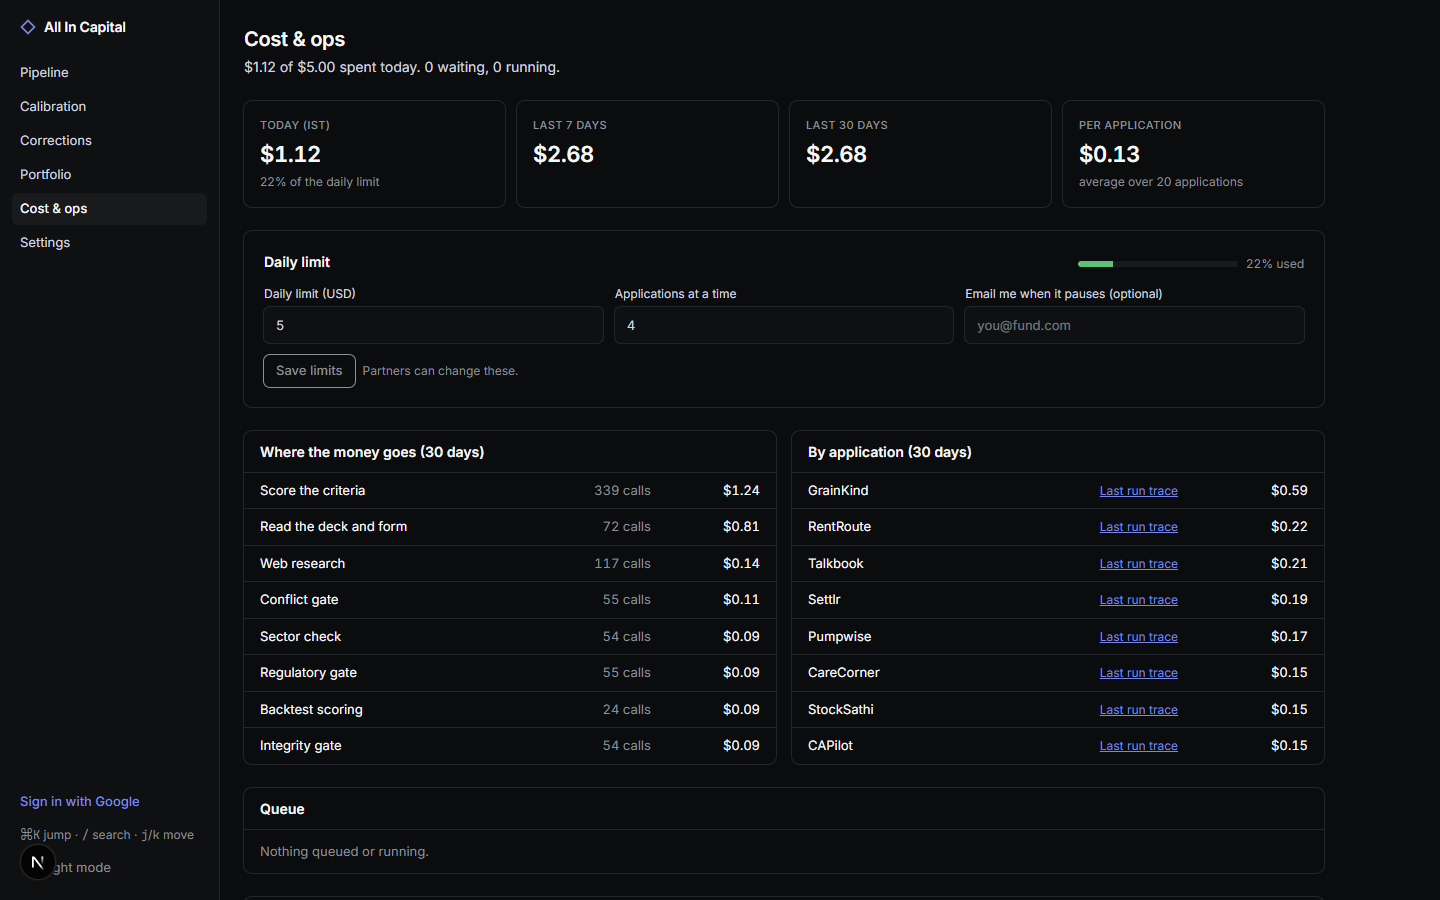 All In Capital
Pipeline
Calibration
Corrections
Portfolio
Cost & ops
Settings
Sign in with Google
⌘K jump · / search · j/k move
N
ght mode
Cost & ops
$1.12 of $5.00 spent today. 0 waiting, 0 running.
TODAY (IST)
$1.12
22% of the daily limit
LAST 7 DAYS
$2.68
LAST 30 DAYS
$2.68
PER APPLICATION
$0.13
average over 20 applications
Daily limit
22% used
Daily limit (USD)
5
Applications at a time
4
Email me when it pauses (optional)
you@fund.com
Save limits
Partners can change these.
Where the money goes (30 days)
Score the criteria 339 calls $1.24
Read the deck and form 72 calls $0.81
Web research 117 calls $0.14
Conflict gate 55 calls $0.11
Sector check 54 calls $0.09
Regulatory gate 55 calls $0.09
Backtest scoring 24 calls $0.09
Integrity gate 54 calls $0.09
By application (30 days)
GrainKind Last run trace $0.59
RentRoute Last run trace $0.22
Talkbook Last run trace $0.21
Settlr Last run trace $0.19
Pumpwise Last run trace $0.17
CareCorner Last run trace $0.15
StockSathi Last run trace $0.15
CAPilot Last run trace $0.15
Queue
Nothing queued or running.